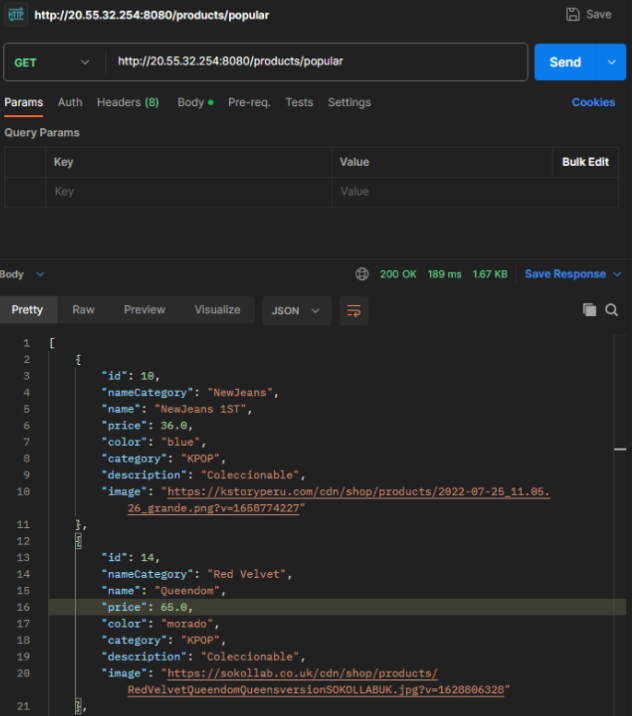 HTTP http://20.55.32.254:8080/products/popular Save
GET http://20.55.32.254:8080/products/popular Send
Params Auth Headers (8) Body Pre-req. Tests Settings Cookies
Query Params
Key Value Bulk Edit
Key Value
Body 200 OK 189 ms 1.67 KB Save Response
Pretty Raw Preview Visualize JSON
1 [
2 {
3 "id": 10,
4 "nameCategory": "NewJeans",
5 "name": "NewJeans 1ST",
6 "price": 36.0,
7 "color": "blue",
8 "category": "KPOP",
9 "description": "Coleccionable",
10 "image": "https://kstoryperu.com/cdn/shop/products/2022-07-25_11.05.
26_grande.png?v=1658774227"
11 },
12 {
13 "id": 14,
14 "nameCategory": "Red Velvet",
15 "name": "Queendom",
16 "price": 65.0,
17 "color": "morado",
18 "category": "KPOP",
19 "description": "Coleccionable",
20 "image": "https://sokollab.co.uk/cdn/shop/products/
RedVelvetQueendomQueensversionSOKOLLABUK.jpg?v=1628806328"
21 },